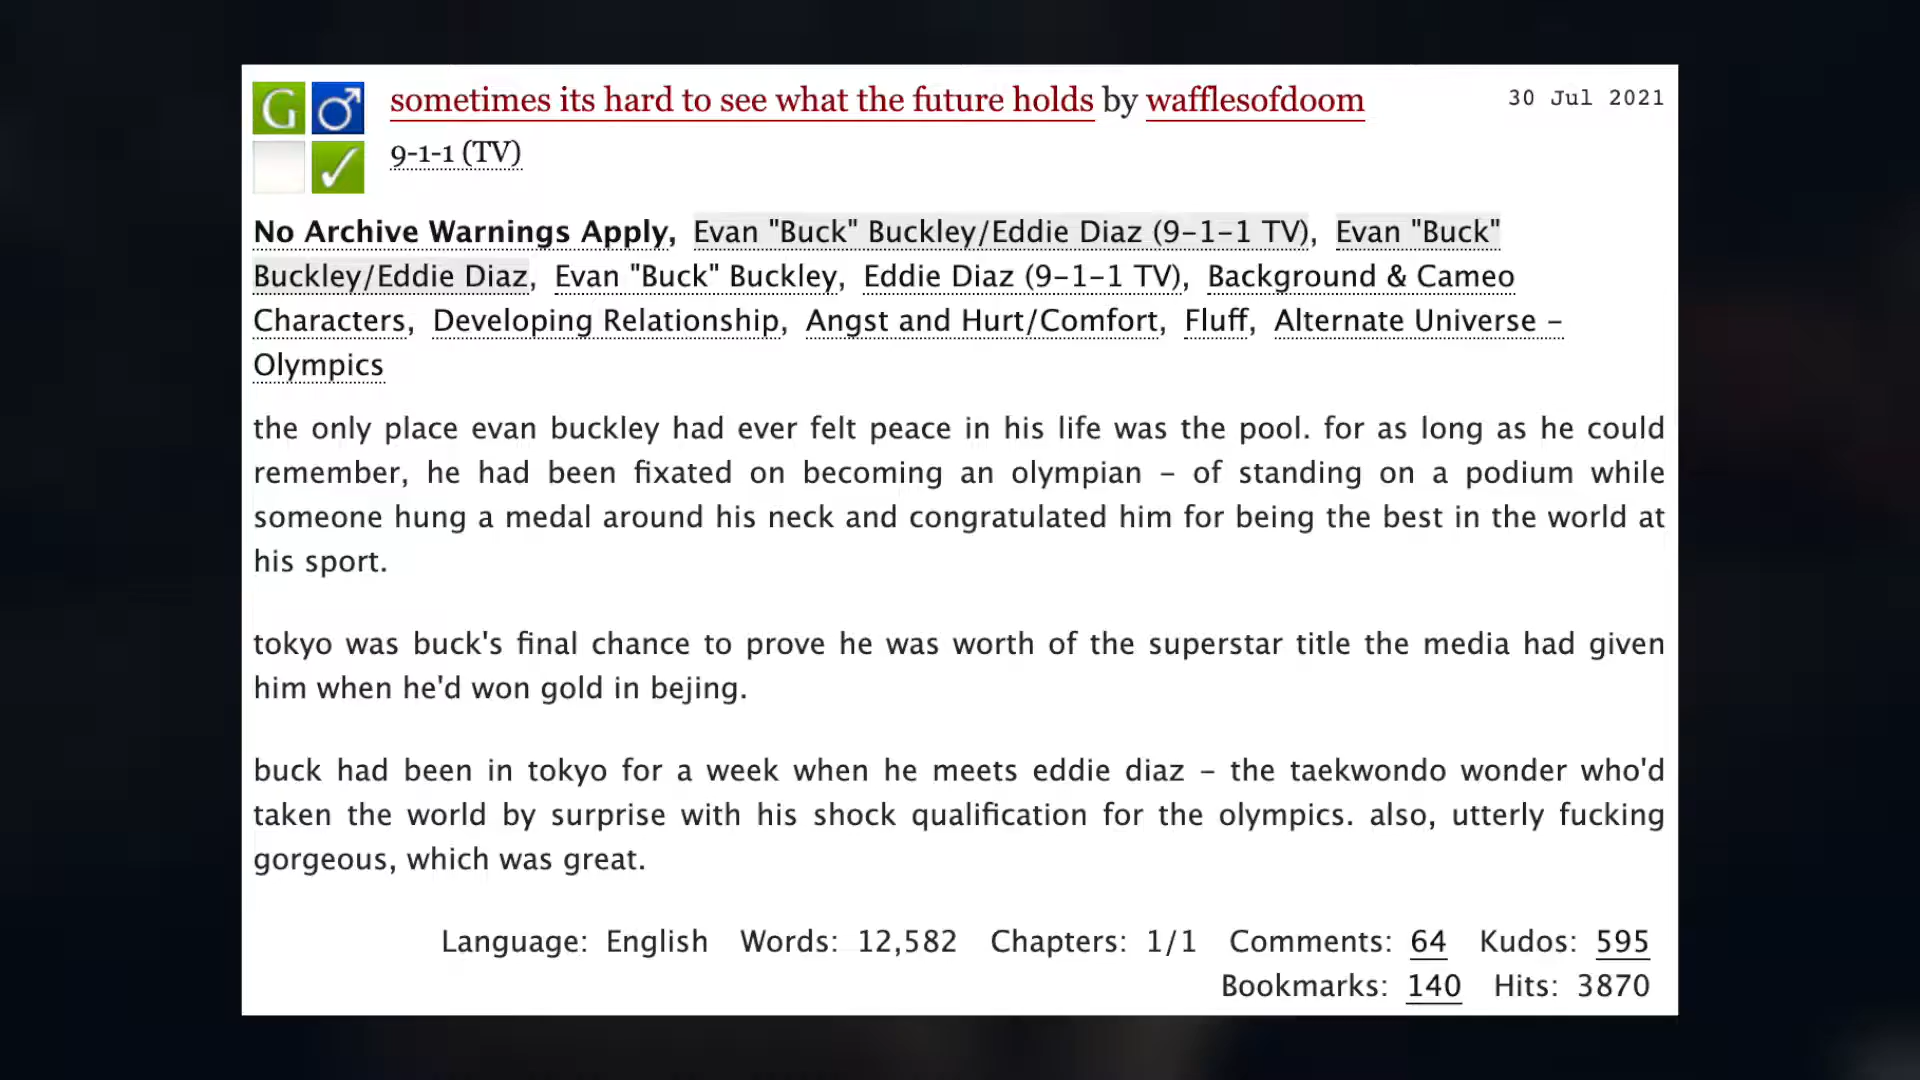 G sometimes its hard to see what the future holds by wafflesofdoom 30 Jul 2021
9-1-1 (TV)
No Archive Warnings Apply, Evan "Buck" Buckley/Eddie Diaz (9-1-1 TV), Evan "Buck"
Buckley/Eddie Diaz, Evan "Buck" Buckley, Eddie Diaz (9-1-1 TV), Background & Cameo
Characters, Developing Relationship, Angst and Hurt/Comfort, Fluff, Alternate Universe -
Olympics
the only place evan buckley had ever felt peace in his life was the pool. for as long as he could
remember, he had been fixated on becoming an olympian - of standing on a podium while
someone hung a medal around his neck and congratulated him for being the best in the world at
his sport.
tokyo was buck's final chance to prove he was worth of the superstar title the media had given
him when he'd won gold in bejing.
buck had been in tokyo for a week when he meets eddie diaz - the taekwondo wonder who'd
taken the world by surprise with his shock qualification for the olympics. also, utterly fucking
gorgeous, which was great.
Language: English Words: 12,582 Chapters: 1/1 Comments: 64 Kudos: 595
Bookmarks: 140 Hits: 3870